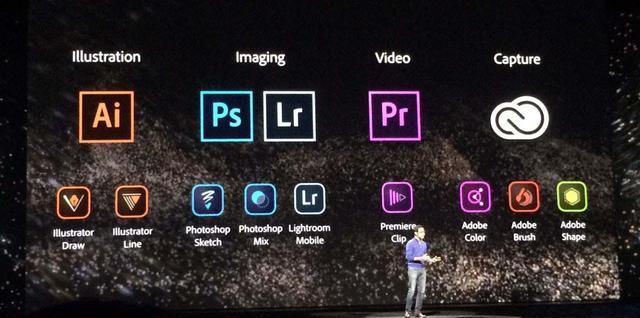 Illustration
Imaging
Video
Capture
Ai
Ps
Lr
Pr
Illustrator
Draw
Illustrator
Line
Photoshop
Sketch
Photoshop
Mix
Lr
Lightroom
Mobile
Premiere
Clip
Adobe
Color
Adobe
Brush
Adobe
Shape